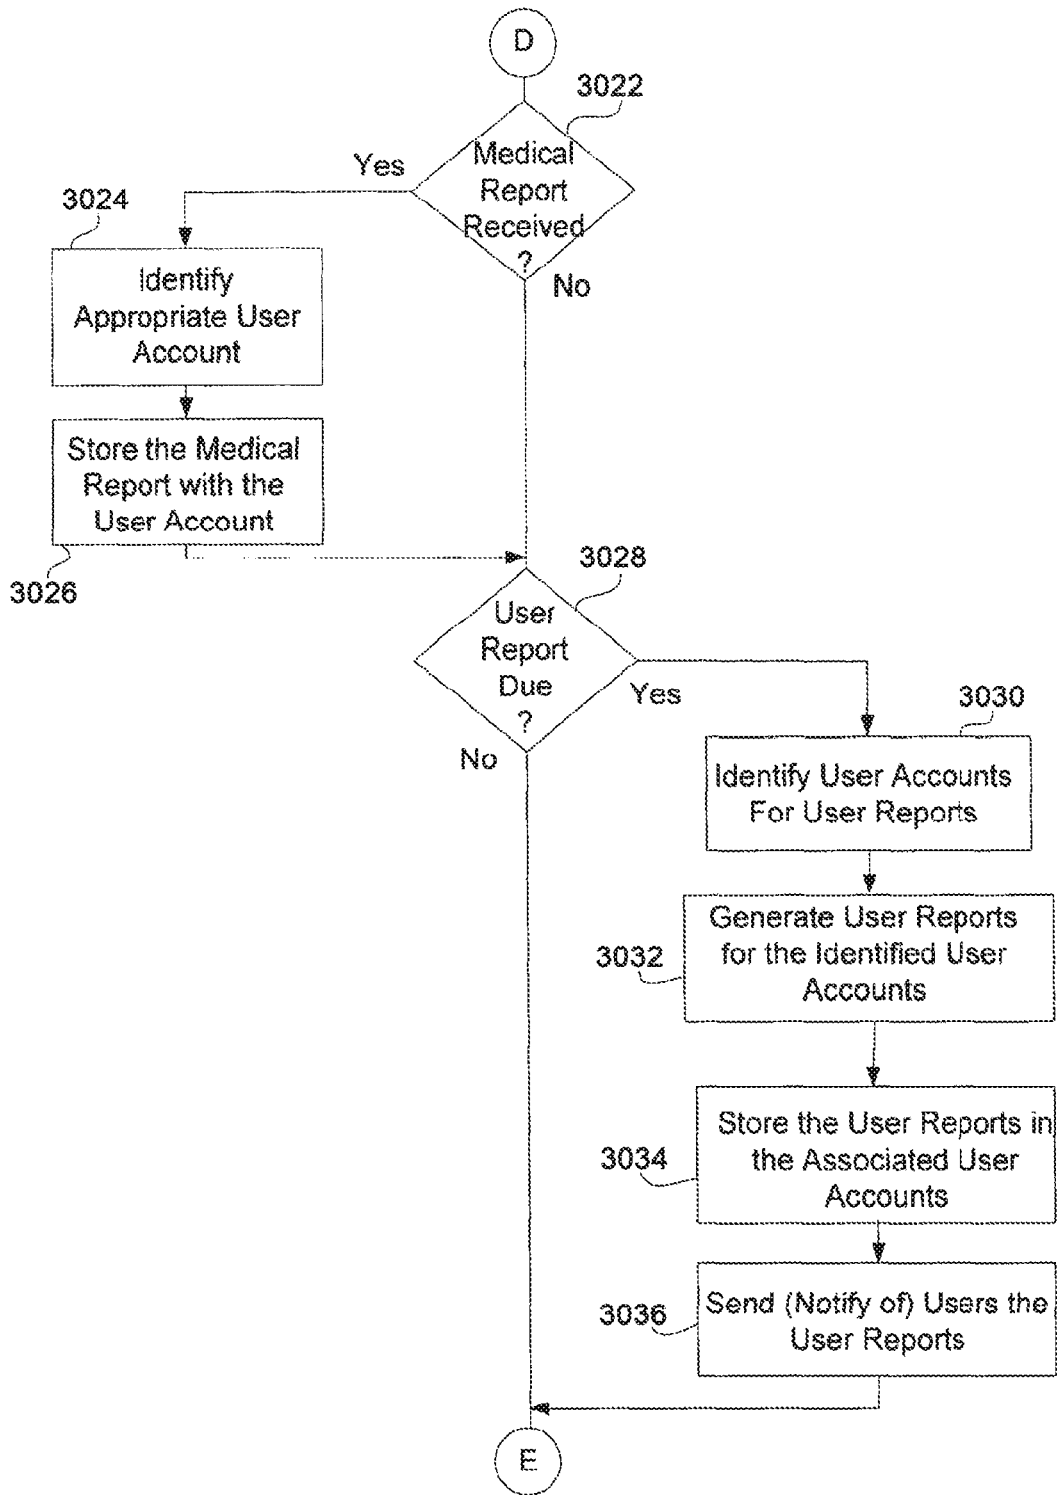 D
3022
Medical
Report
Received
?
Yes
No
3024
Identify
Appropriate User
Account
Store the Medical
Report with the
User Account
3026
3028
User
Report
Due
?
Yes
No
3030
Identify User Accounts
For User Reports
Generate User Reports
for the Identified User
Accounts
3032
Store the User Reports in
the Associated User
Accounts
3034
Send (Notify of) Users the
User Reports
3036
E